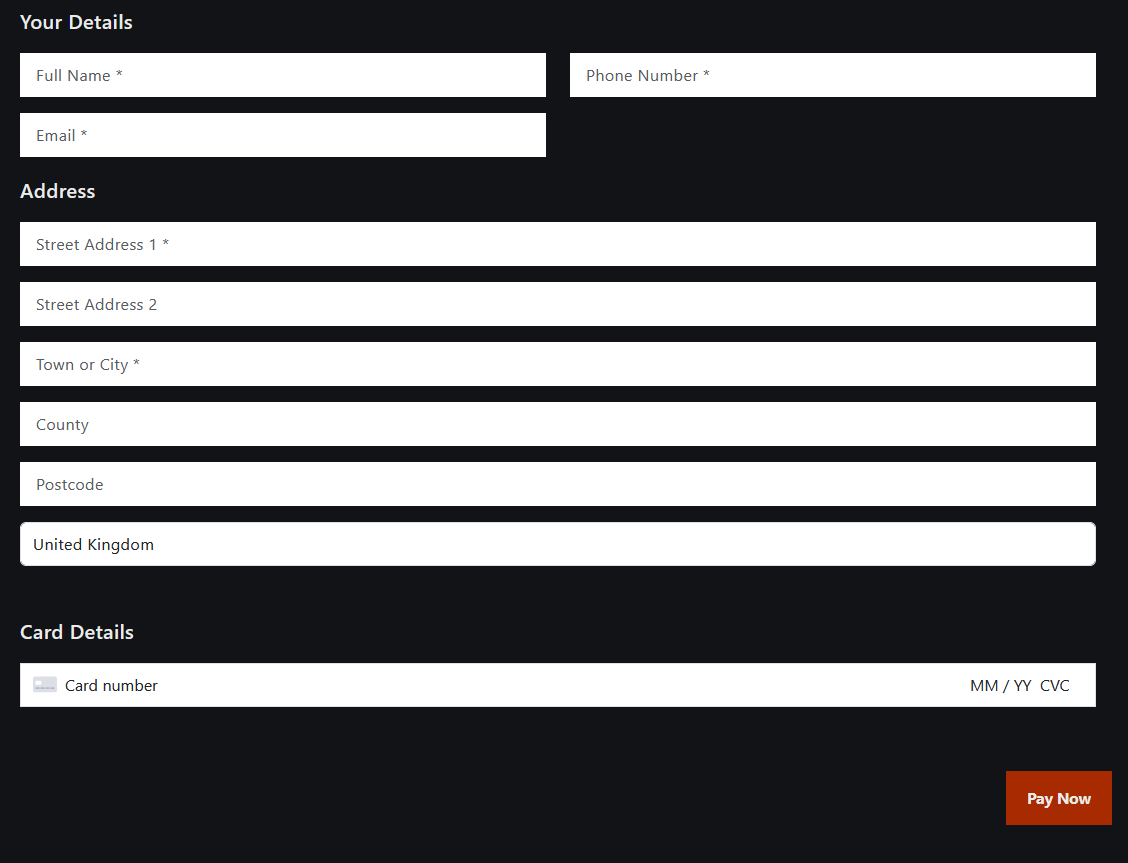 Your Details
Full Name *
Phone Number *
Email *
Address
Street Address 1 *
Street Address 2
Town or City *
County
Postcode
United Kingdom
Card Details
Card number MM / YY CVC
Pay Now